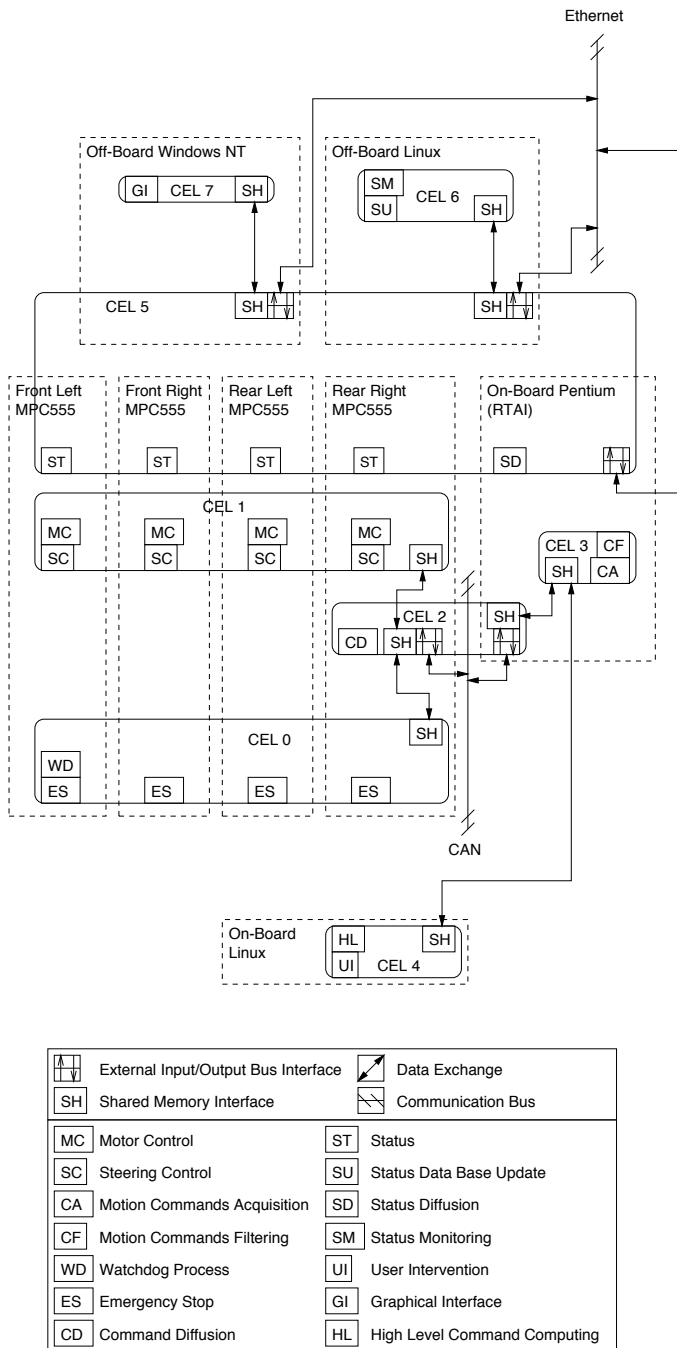 Ethernet
Off-Board Windows NT
Off-Board Linux
GI CEL 7 SH
SM
SU
CEL 6
SH
CEL 5
SH
SH
Front Left
MPC555
Front Right
MPC555
Rear Left
MPC555
Rear Right
MPC555
On-Board Pentium
(RTAI)
ST
ST
ST
ST
SD
CEL 1
MC
MC
MC
MC
SC
SC
SC
SC
SH
CEL 3
CF
SH
CA
CEL 2
SH
CD
SH
CEL 0
SH
WD
ES
ES
ES
ES
CAN
On-Board
Linux
HL
SH
UI
CEL 4
External Input/Output Bus Interface
Data Exchange
SH Shared Memory Interface
Communication Bus
MC Motor Control
ST Status
SC Steering Control
SU Status Data Base Update
CA Motion Commands Acquisition
SD Status Diffusion
CF Motion Commands Filtering
SM Status Monitoring
WD Watchdog Process
UI User Intervention
ES Emergency Stop
GI Graphical Interface
CD Command Diffusion
HL High Level Command Computing